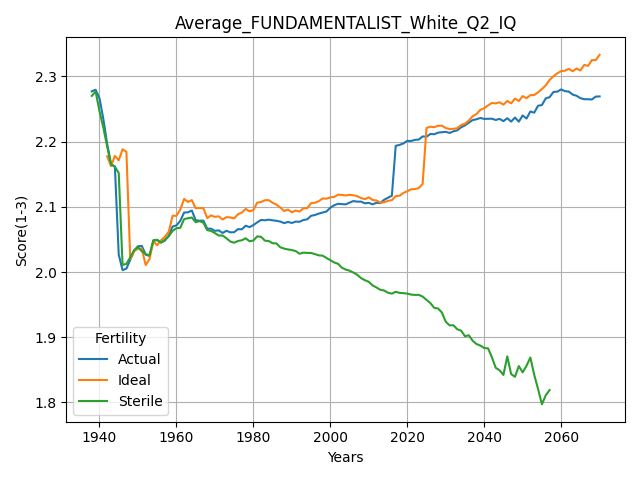 Average_FUNDAMENTALIST_White_Q2_IQ
Score(1-3)
2.3
2.2
2.1
2.0
1.9
1.8
Fertility
Actual
Ideal
Sterile
1940 1960 1980 2000 2020 2040 2060
Years